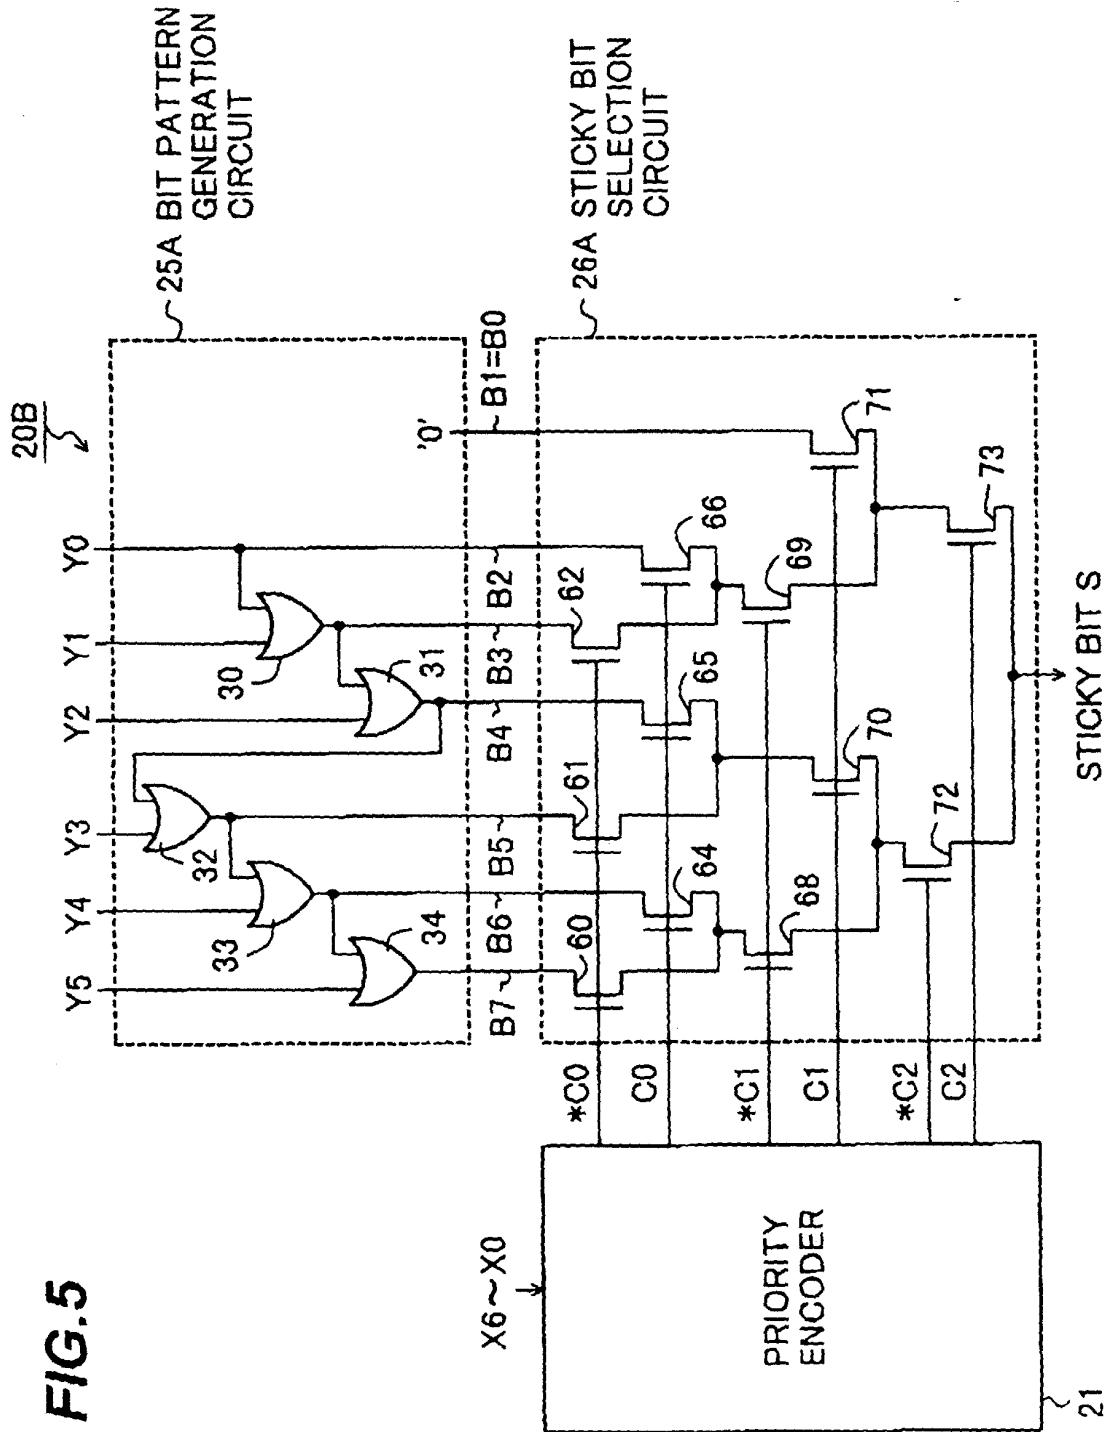 FIG.5
20B
25A BIT PATTERN
GENERATION
CIRCUIT
Y5
Y4
Y3
Y2
Y1
Y0
30
31
32
33
34
'0'
B7
B6
B5
B4
B3
B2
B1=B0
26A STICKY BIT
SELECTION
CIRCUIT
60
64
61
65
62
66
68
70
69
71
72
73
*C0
C0
*C1
C1
*C2
C2
X6~X0
PRIORITY
ENCODER
21
STICKY BIT S